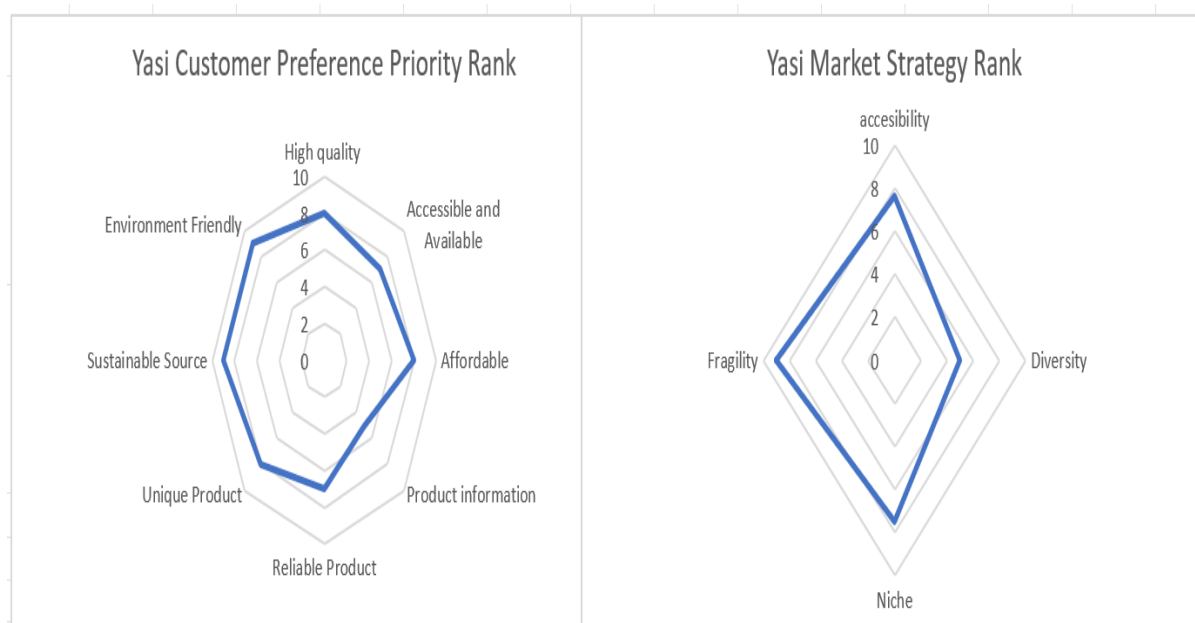 Yasi Customer Preference Priority Rank
High quality
10
8
6
4
2
0
Accessible and
Available
Affordable
Product information
Reliable Product
Unique Product
Sustainable Source
Environment Friendly
Yasi Market Strategy Rank
accesibility
10
8
6
4
2
0
Diversity
Niche
Fragility